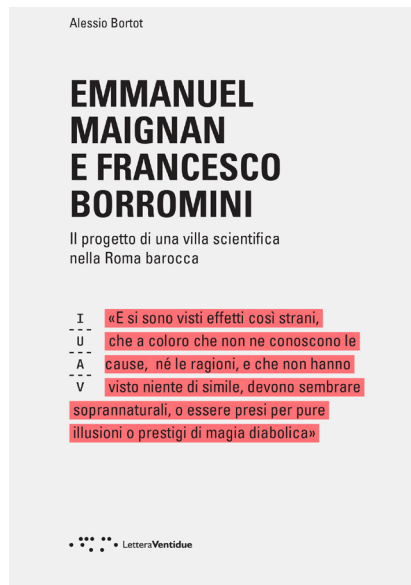 Alessio Bortot
EMMANUEL
MAIGNAN
E FRANCESCO
BORROMINI
Il progetto di una villa scientifica
nella Roma barocca
I «E si sono visti effetti così strani,
U che a coloro che non ne conoscono le
A cause, né le ragioni, e che non hanno
V visto niente di simile, devono sembrare
soprannaturali, o essere presi per pure
illusioni o prestigi di magia diabolica»
LetteraVentidue